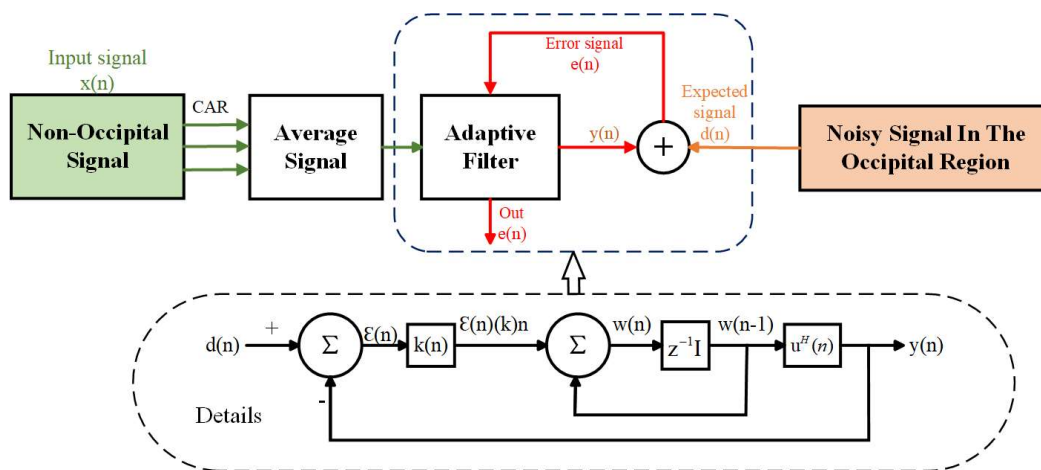 Input signal
x(n)
Non-Occipital
Signal
CAR
Average
Signal
Error signal
e(n)
Adaptive
Filter
y(n)
+
Out
e(n)
Expected
signal
d(n)
Noisy Signal In The
Occipital Region
d(n)
+
-
Σ
Ɛ(n)
k(n)
Ɛ(n)(k)n
Σ
w(n)
z⁻¹I
w(n-1)
uᴴ(n)
y(n)
Details